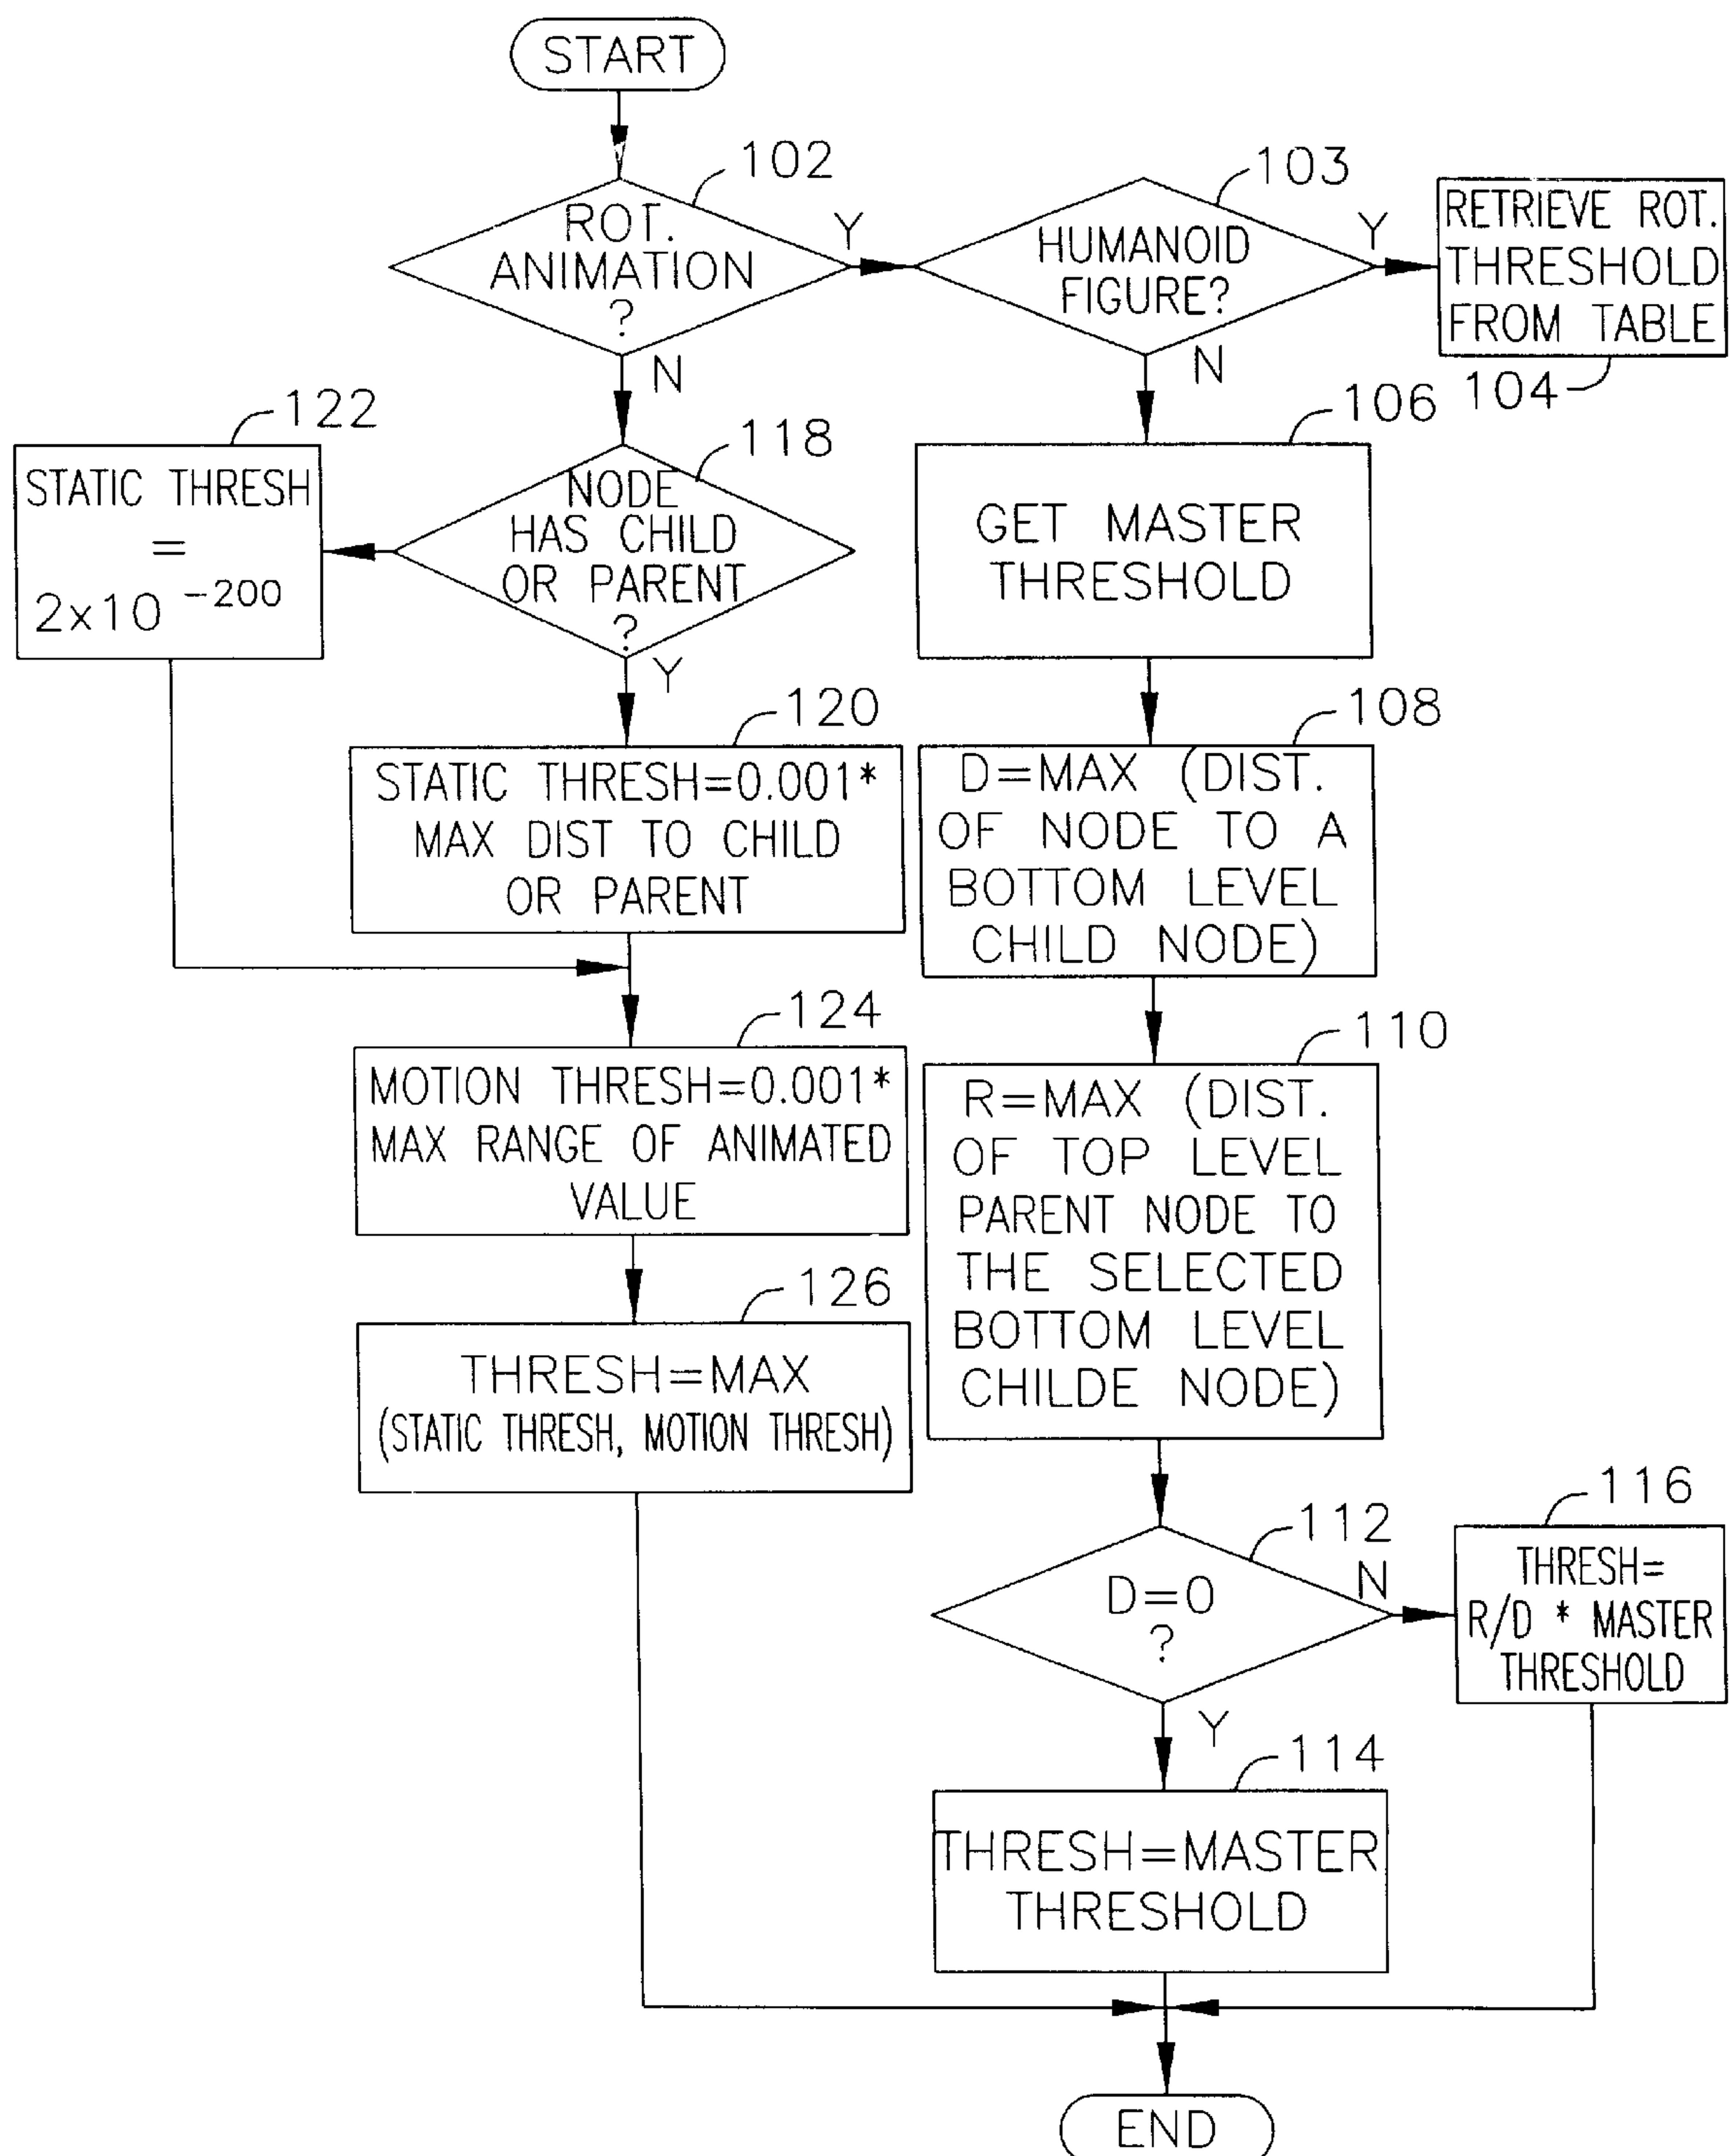 START
102
ROT.
ANIMATION
?
Y
N
103
HUMANOID
FIGURE?
Y
N
RETRIEVE ROT.
THRESHOLD
FROM TABLE
104
122
STATIC THRESH
=
2x10 -200
118
NODE
HAS CHILD
OR PARENT
?
Y
106
GET MASTER
THRESHOLD
120
STATIC THRESH=0.001*
MAX DIST TO CHILD
OR PARENT
108
D=MAX (DIST.
OF NODE TO A
BOTTOM LEVEL
CHILD NODE)
124
MOTION THRESH=0.001*
MAX RANGE OF ANIMATED
VALUE
110
R=MAX (DIST.
OF TOP LEVEL
PARENT NODE TO
THE SELECTED
BOTTOM LEVEL
CHILDE NODE)
126
THRESH=MAX
(STATIC THRESH, MOTION THRESH)
112
D=0
?
N
Y
116
THRESH=
R/D * MASTER
THRESHOLD
114
THRESH=MASTER
THRESHOLD
END